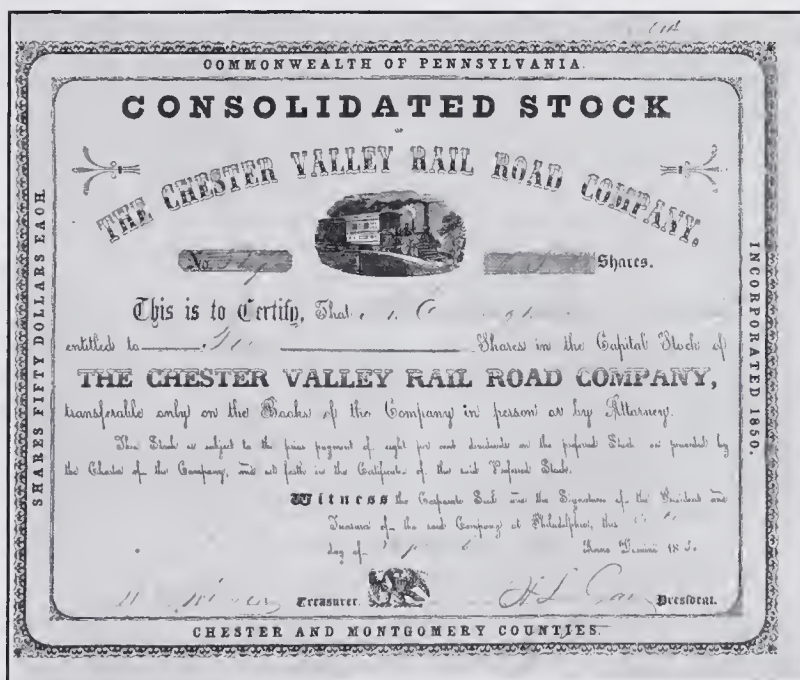 COMMONWEALTH OF PENNSYLVANIA.
CONSOLIDATED STOCK
OF
THE CHESTER VALLEY RAIL ROAD COMPANY.
No.
Shares.
This is to Certify, That
entitled to Shares in the Capital Stock of
THE CHESTER VALLEY RAIL ROAD COMPANY,
transferable only on the Books of the Company in person or by Attorney.
This Stock is subject to the prior payment of eight per cent dividends on the preferred Stock as provided by
the Charter of the Company, and set forth in the Certificate of the said Preferred Stock.
Witness the Corporate Seal and the Signatures of the President and
Treasurer of the said Company at Philadelphia, this
day of Anno Domini 18
Treasurer. President.
CHESTER AND MONTGOMERY COUNTIES.
SHARES FIFTY DOLLARS EACH.
INCORPORATED 1850.